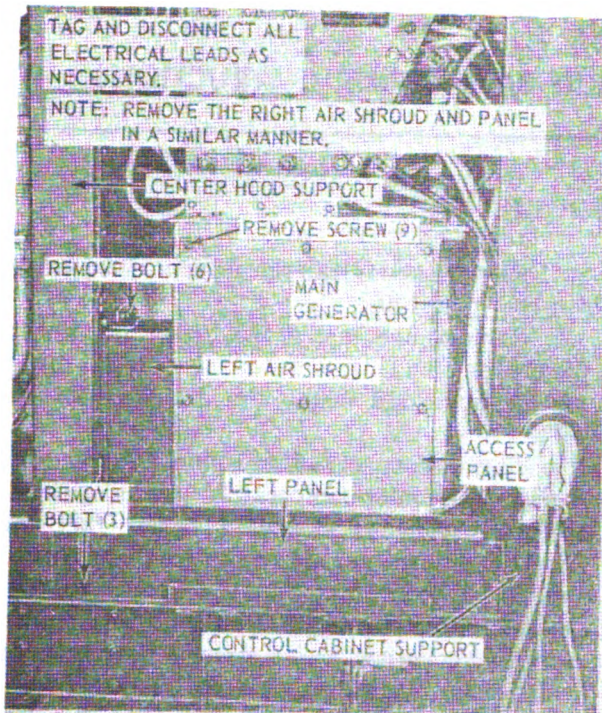 TAG AND DISCONNECT ALL
ELECTRICAL LEADS AS
NECESSARY.
NOTE: REMOVE THE RIGHT AIR SHROUD AND PANEL
IN A SIMILAR MANNER.
CENTER HOOD SUPPORT
REMOVE SCREW (9)
REMOVE BOLT (6)
MAIN
GENERATOR
LEFT AIR SHROUD
ACCESS
PANEL
LEFT PANEL
REMOVE
BOLT (3)
CONTROL CABINET SUPPORT